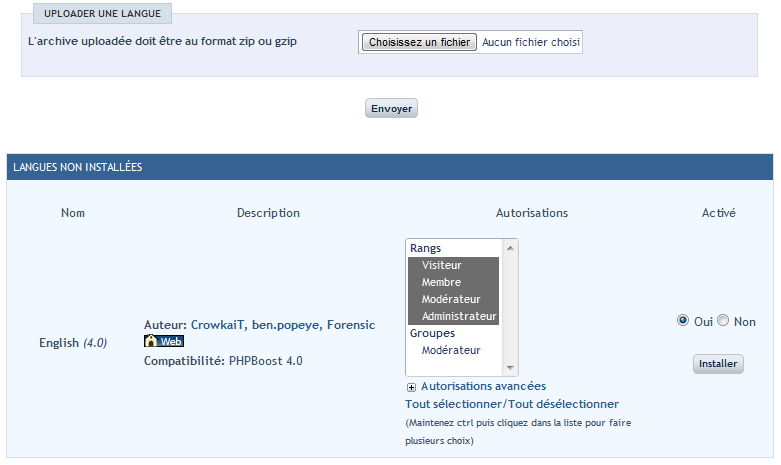 UPLOADER UNE LANGUE
L'archive uploadée doit être au format zip ou gzip
Choisissez un fichier Aucun fichier choisi
Envoyer
LANGUES NON INSTALLÉES
Nom Description Autorisations Activé
English (4.0)
Auteur: CrowkaiT, ben.popeye, Forensic
Web
Compatibilité: PHPBoost 4.0
Rangs
Visiteur
Membre
Modérateur
Administrateur
Groupes
Modérateur
Autorisations avancées
Tout sélectionner/Tout désélectionner
(Maintenez ctrl puis cliquez dans la liste pour faire
plusieurs choix)
Oui Non
Installer